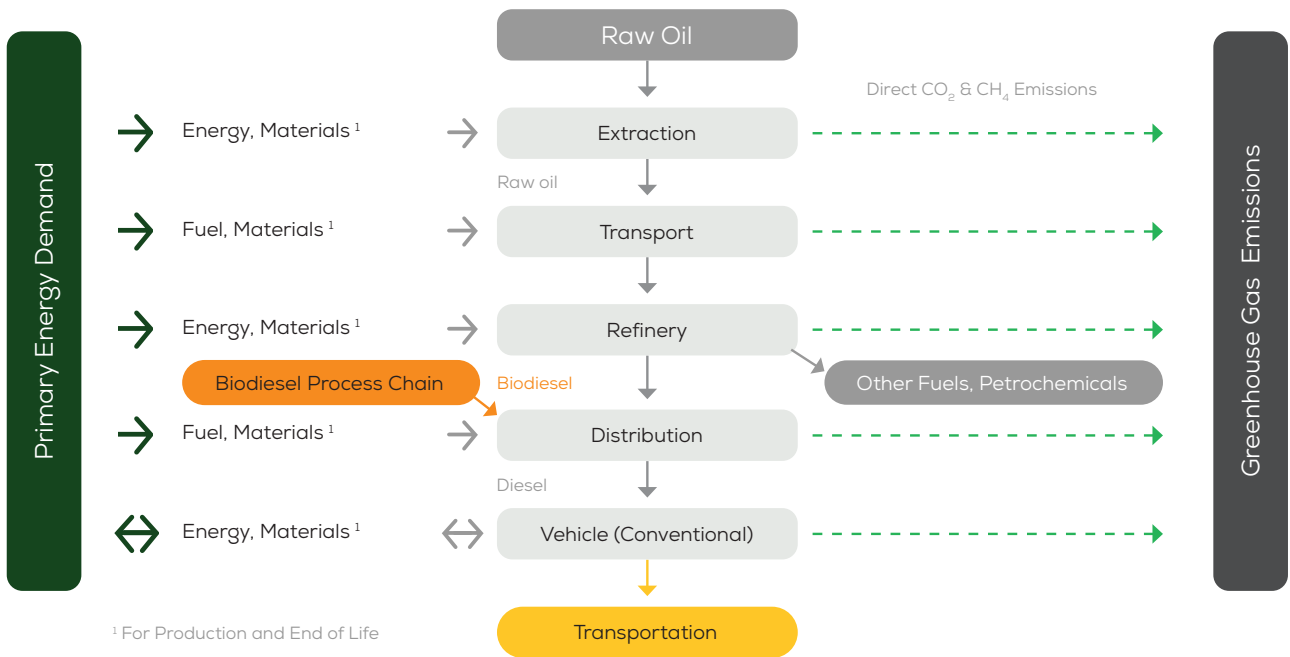 Raw Oil
Primary Energy Demand
Greenhouse Gas Emissions
Direct CO₂ & CH₄ Emissions
Energy, Materials ¹
Extraction
Raw oil
Fuel, Materials ¹
Transport
Energy, Materials ¹
Refinery
Biodiesel Process Chain
Biodiesel
Other Fuels, Petrochemicals
Fuel, Materials ¹
Distribution
Diesel
Energy, Materials ¹
Vehicle (Conventional)
¹ For Production and End of Life
Transportation